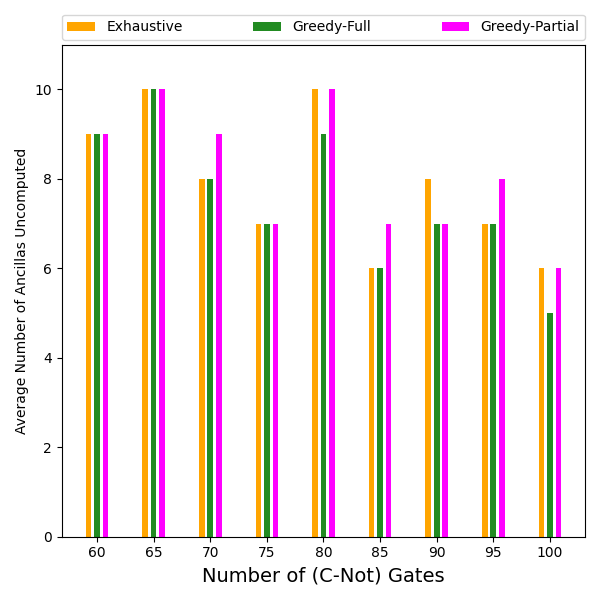 Exhaustive Greedy-Full Greedy-Partial
Average Number of Ancillas Uncomputed
10
8
6
4
2
0
60 65 70 75 80 85 90 95 100
Number of (C-Not) Gates